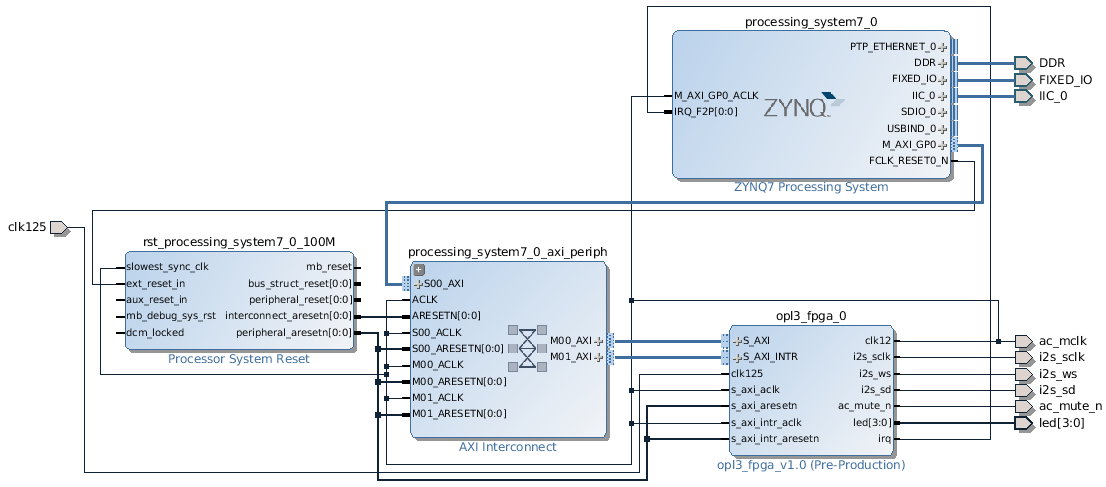 processing_system7_0
PTP_ETHERNET_0
DDR
FIXED_IO
IIC_0
SDIO_0
USBIND_0
M_AXI_GP0
FCLK_RESET0_N
M_AXI_GP0_ACLK
IRQ_F2P[0:0]
ZYNQ
ZYNQ7 Processing System
DDR
FIXED_IO
IIC_0
clk125
rst_processing_system7_0_100M
slowest_sync_clk
ext_reset_in
aux_reset_in
mb_debug_sys_rst
dcm_locked
mb_reset
bus_struct_reset[0:0]
peripheral_reset[0:0]
interconnect_aresetn[0:0]
peripheral_aresetn[0:0]
Processor System Reset
processing_system7_0_axi_periph
S00_AXI
ACLK
ARESETN[0:0]
S00_ACLK
S00_ARESETN[0:0]
M00_ACLK
M00_ARESETN[0:0]
M01_ACLK
M01_ARESETN[0:0]
M00_AXI
M01_AXI
AXI Interconnect
opl3_fpga_0
S_AXI
S_AXI_INTR
clk125
s_axi_aclk
s_axi_aresetn
s_axi_intr_aclk
s_axi_intr_aresetn
clk12
i2s_sclk
i2s_ws
i2s_sd
ac_mute_n
led[3:0]
irq
opl3_fpga_v1.0 (Pre-Production)
ac_mclk
i2s_sclk
i2s_ws
i2s_sd
ac_mute_n
led[3:0]